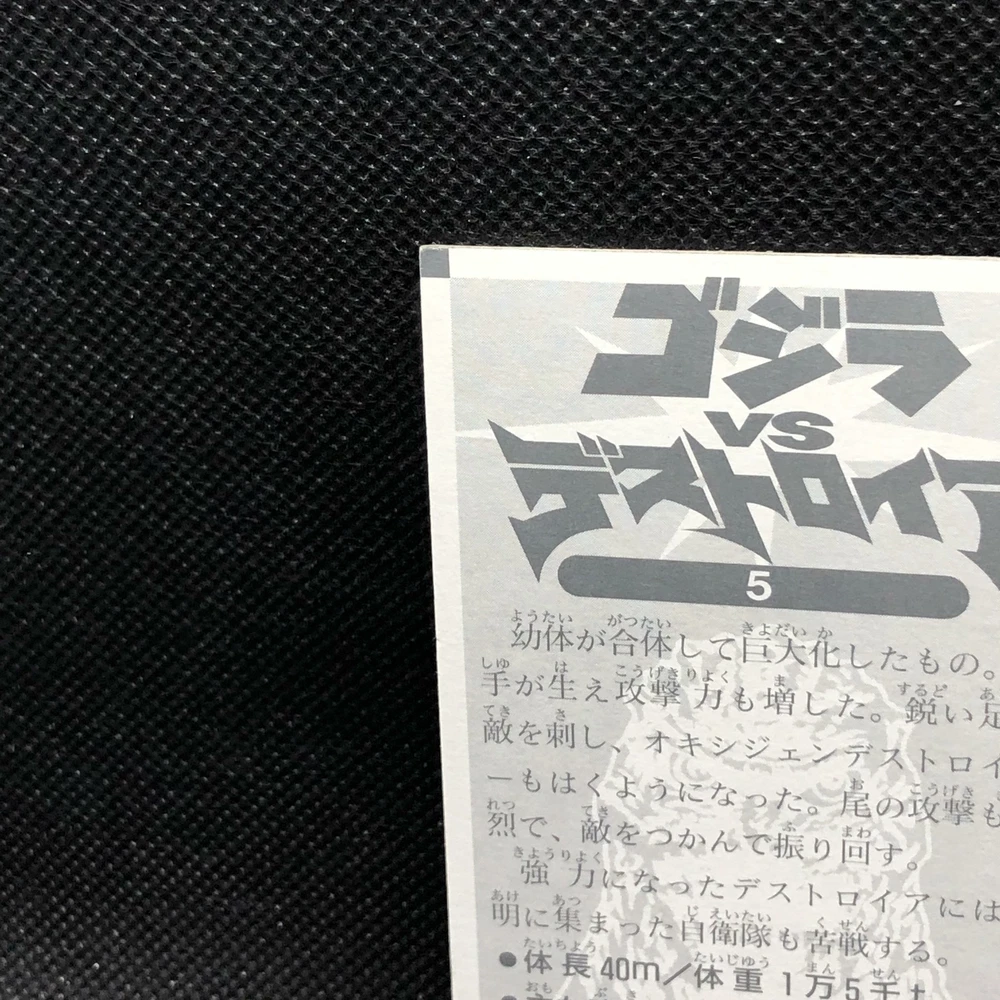 ゴジラ
VS
デストロイア
5
幼体が合体して巨大化したもの。
手が生え攻撃力も増した。鋭い足
敵を刺し、オキシジェンデストロイ
ーもはくようになった。尾の攻撃も
烈で、敵をつかんで振り回す。
強力になったデストロイアには
明に集まった自衛隊も苦戦する。
●体長40m／体重1万5千t